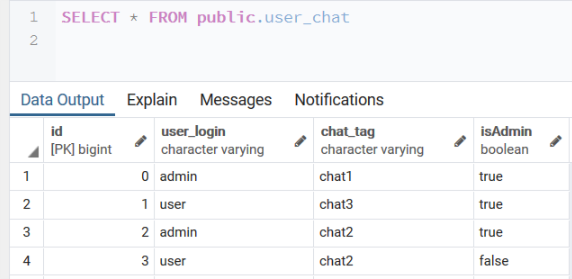 1 SELECT * FROM public.user_chat
2
Data Output Explain Messages Notifications
id user_login chat_tag isAdmin
[PK] bigint character varying character varying boolean
1 0 admin chat1 true
2 1 user chat3 true
3 2 admin chat2 true
4 3 user chat2 false